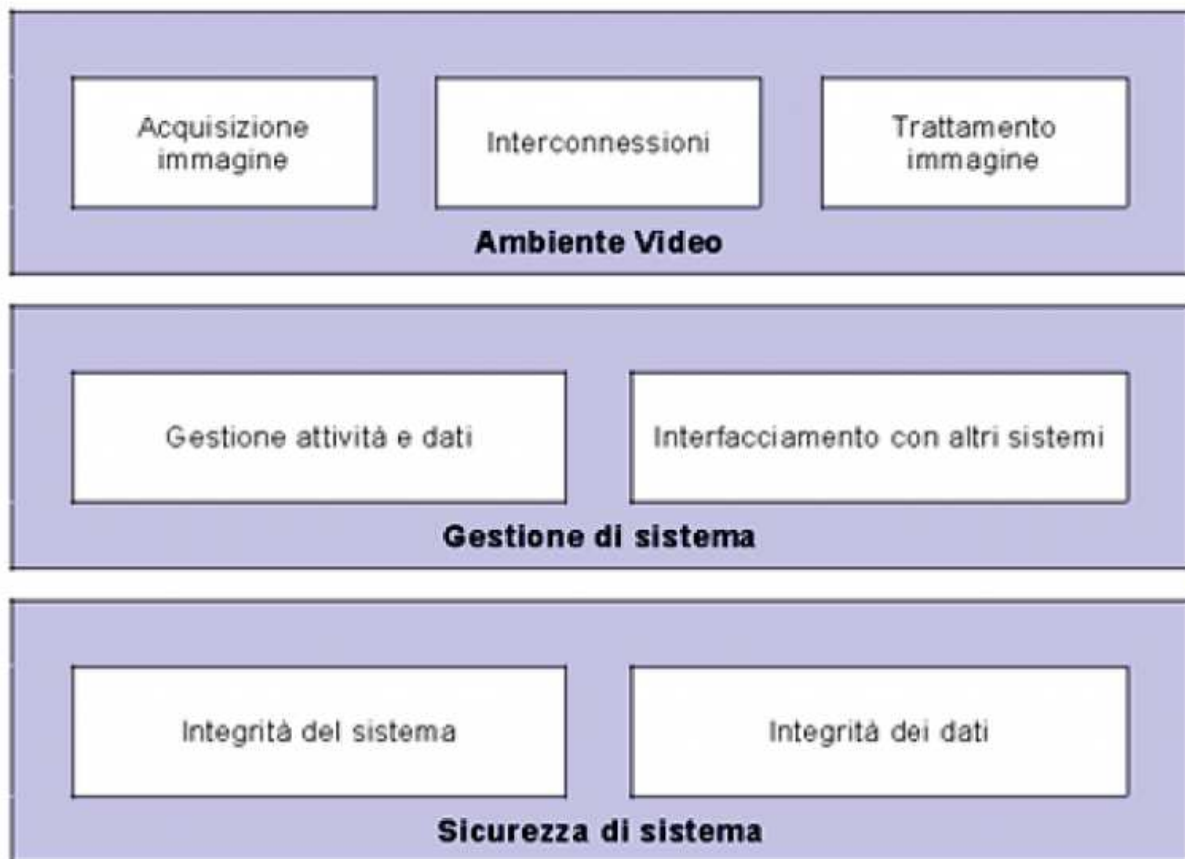 Acquisizione
immagine
Interconnessioni
Trattamento
immagine
Ambiente Video
Gestione attività e dati
Interfacciamento con altri sistemi
Gestione di sistema
Integrità del sistema
Integrità dei dati
Sicurezza di sistema